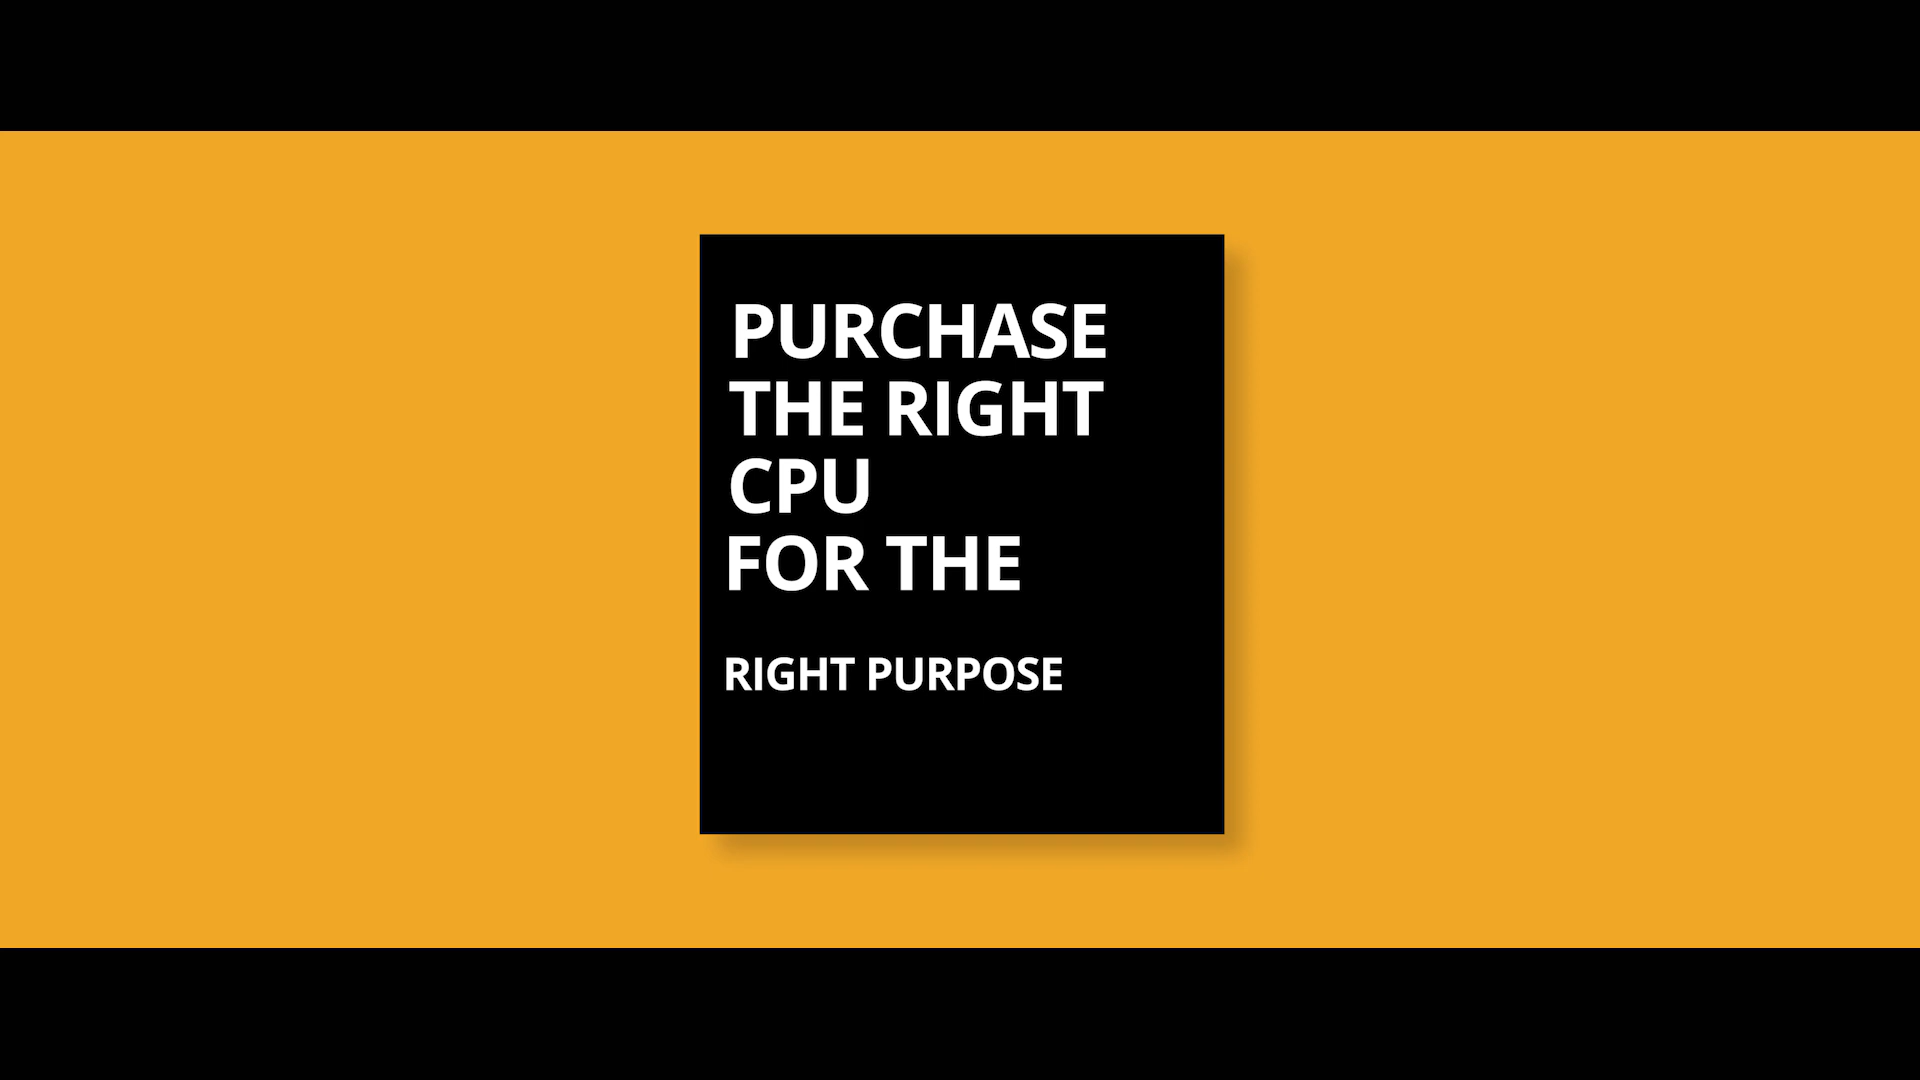 PURCHASE
THE RIGHT
CPU
FOR THE
RIGHT PURPOSE